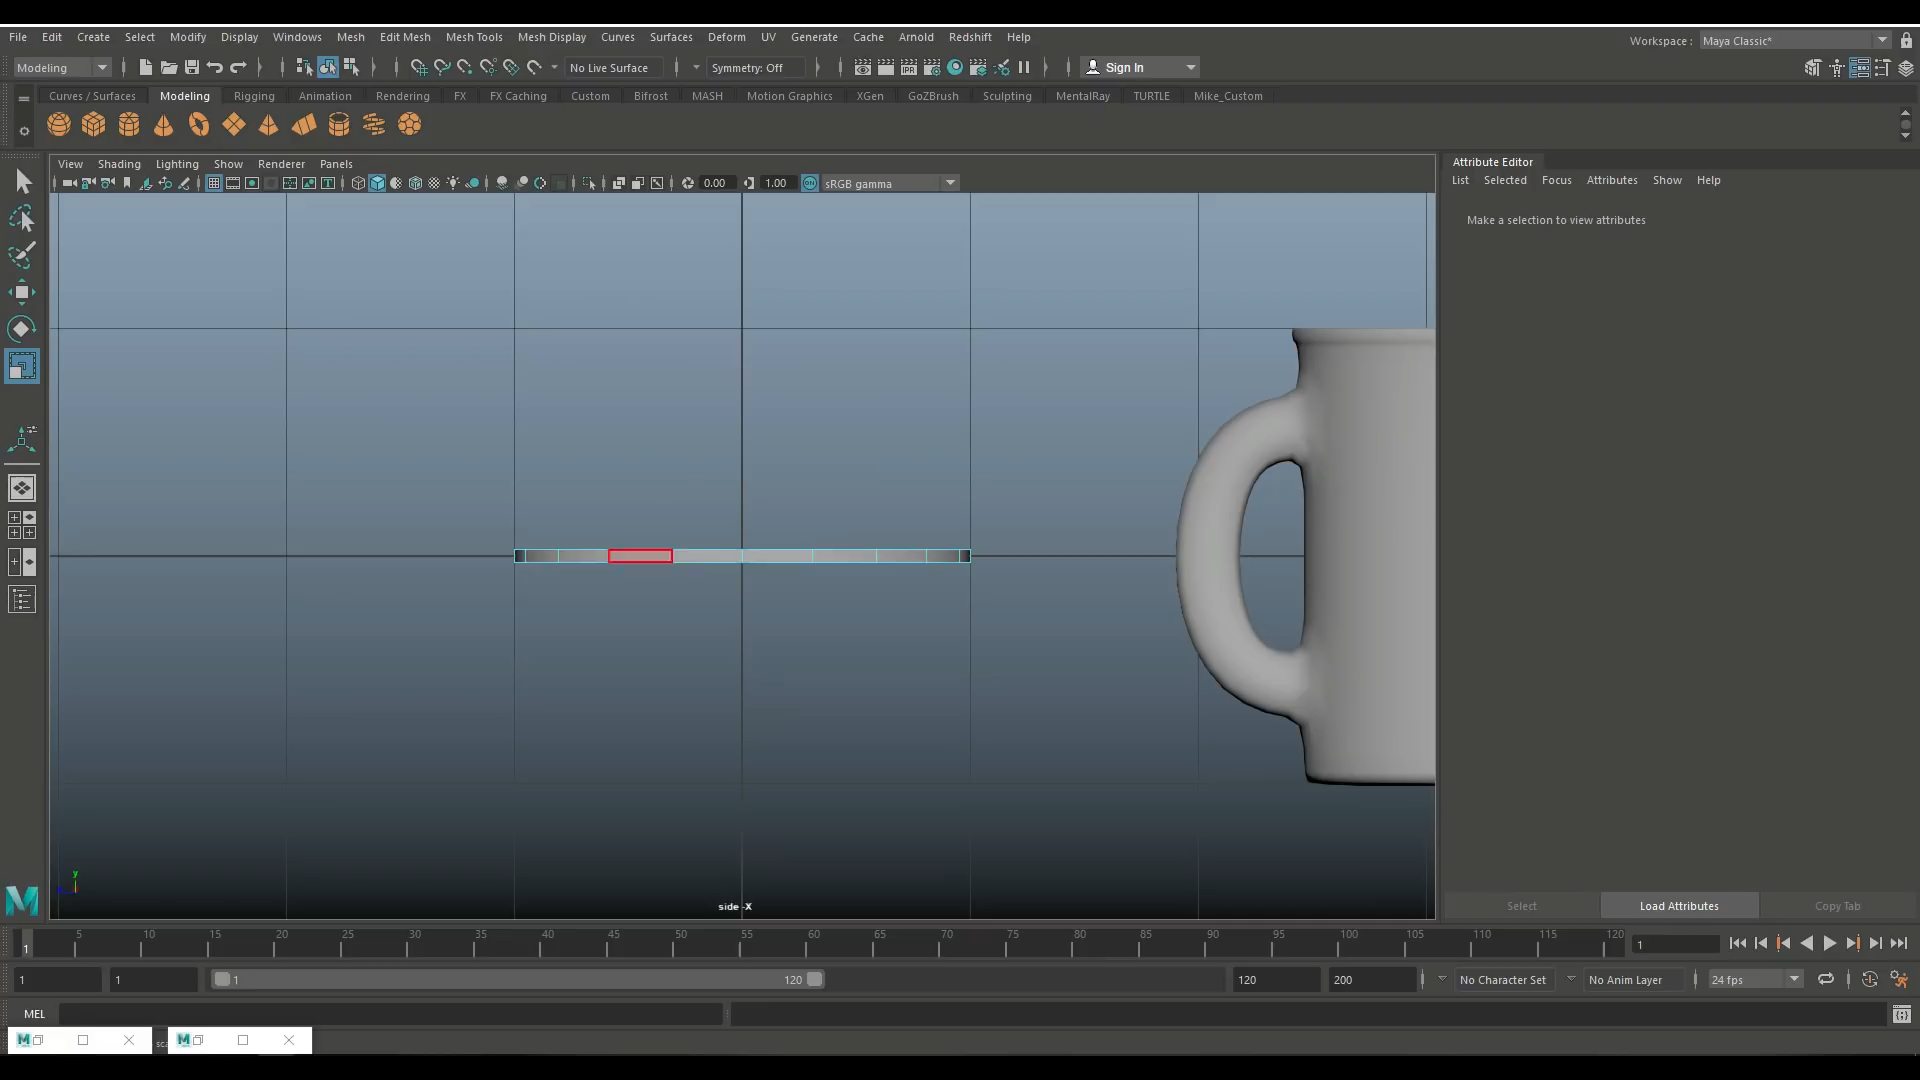 File Edit Create Select Modify Display Windows Mesh Edit Mesh Mesh Tools Mesh Display Curves Surfaces Deform UV Generate Cache Arnold Redshift Help
Workspace : Maya Classic*
Modeling No Live Surface Symmetry: Off IPR Sign In
Curves / Surfaces Modeling Rigging Animation Rendering FX FX Caching Custom Bifrost MASH Motion Graphics XGen GoZBrush Sculpting MentalRay TURTLE Mike_Custom
View Shading Lighting Show Renderer Panels
0.00 1.00 ON sRGB gamma
Attribute Editor
List Selected Focus Attributes Show Help
Make a selection to view attributes
y
side -X
Select Load Attributes Copy Tab
5 10 15 20 25 30 35 40 45 50 55 60 65 70 75 80 85 90 95 100 105 110 115 120
1 1
1 1 1 120 120 200 No Character Set No Anim Layer 24 fps
MEL
M M sca